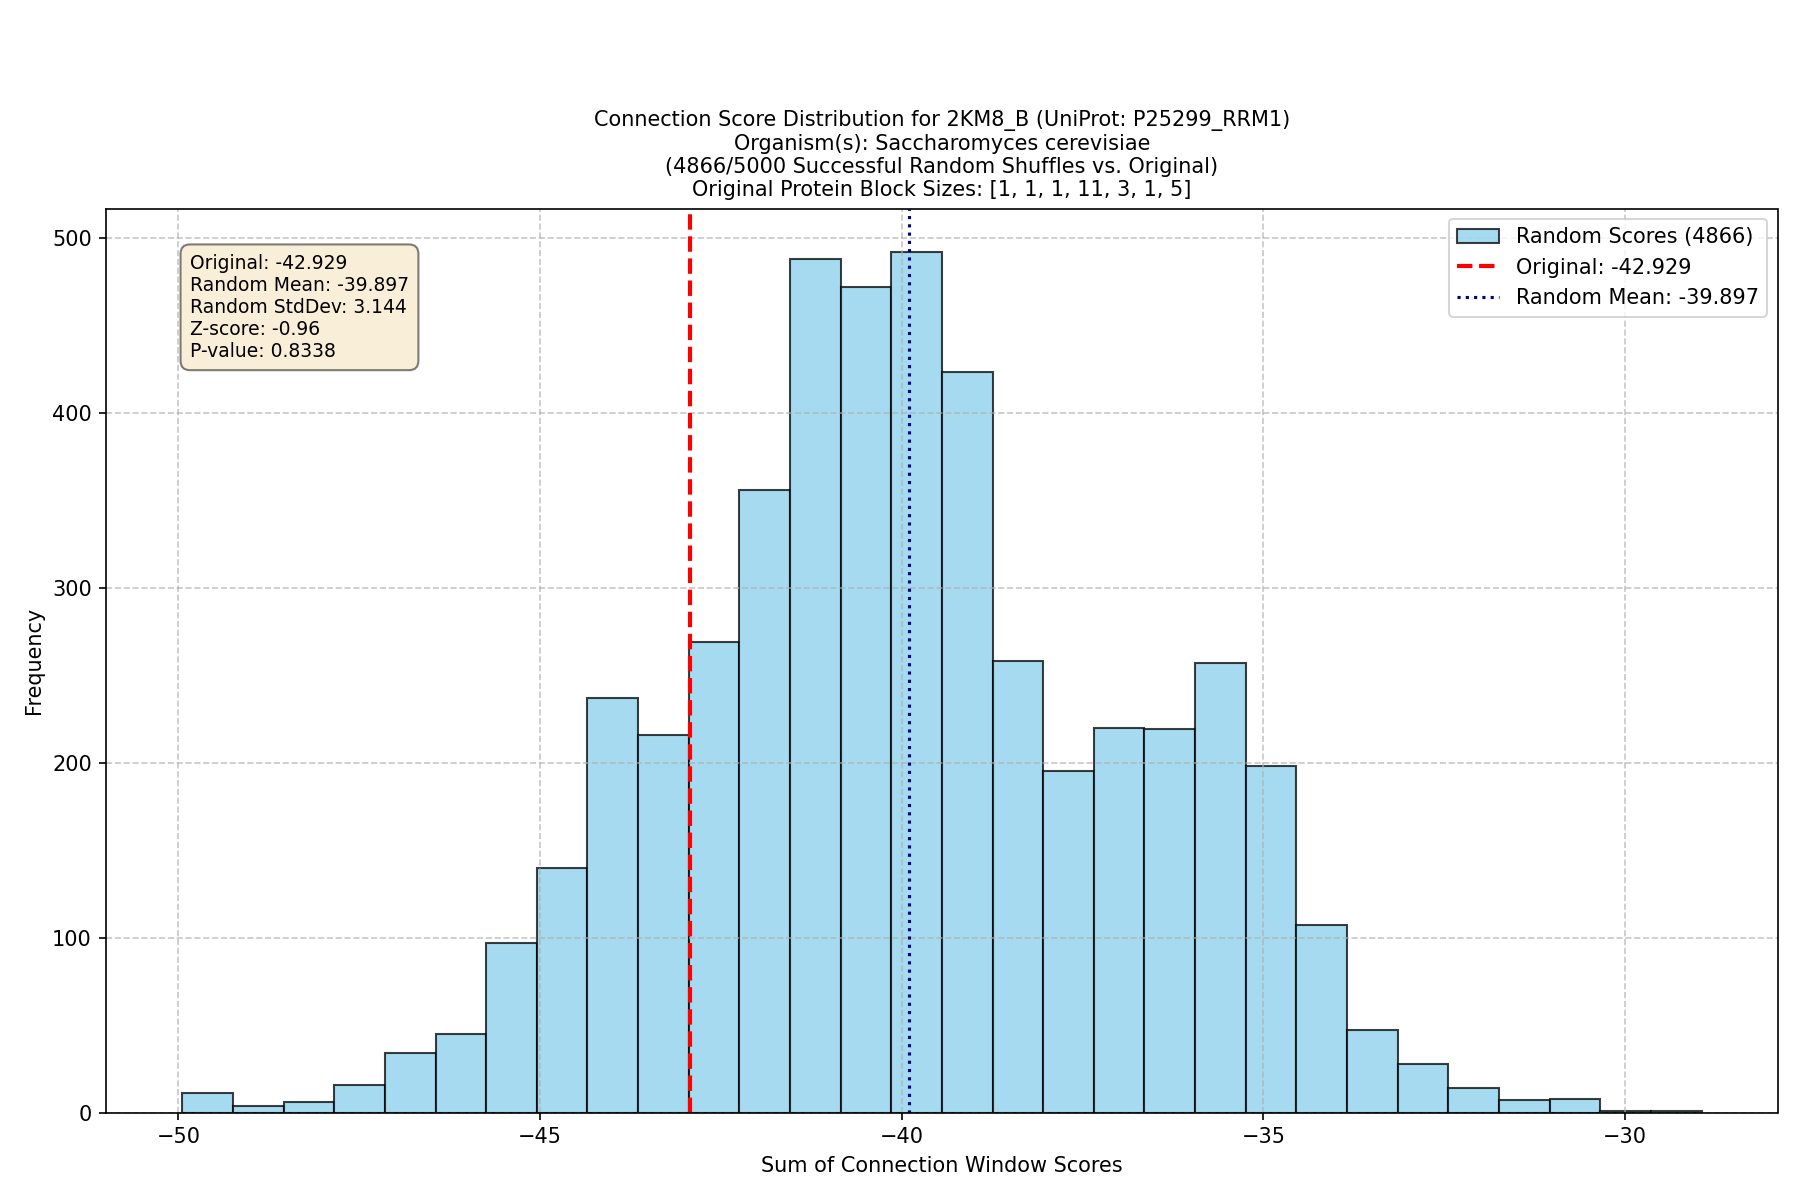 Connection Score Distribution for 2KM8_B (UniProt: P25299_RRM1)
Organism(s): Saccharomyces cerevisiae
(4866/5000 Successful Random Shuffles vs. Original)
Original Protein Block Sizes: [1, 1, 1, 11, 3, 1, 5]
Original: -42.929
Random Mean: -39.897
Random StdDev: 3.144
Z-score: -0.96
P-value: 0.8338
Random Scores (4866)
Original: -42.929
Random Mean: -39.897
Frequency
500
400
300
200
100
0
−50
−45
−40
−35
−30
Sum of Connection Window Scores